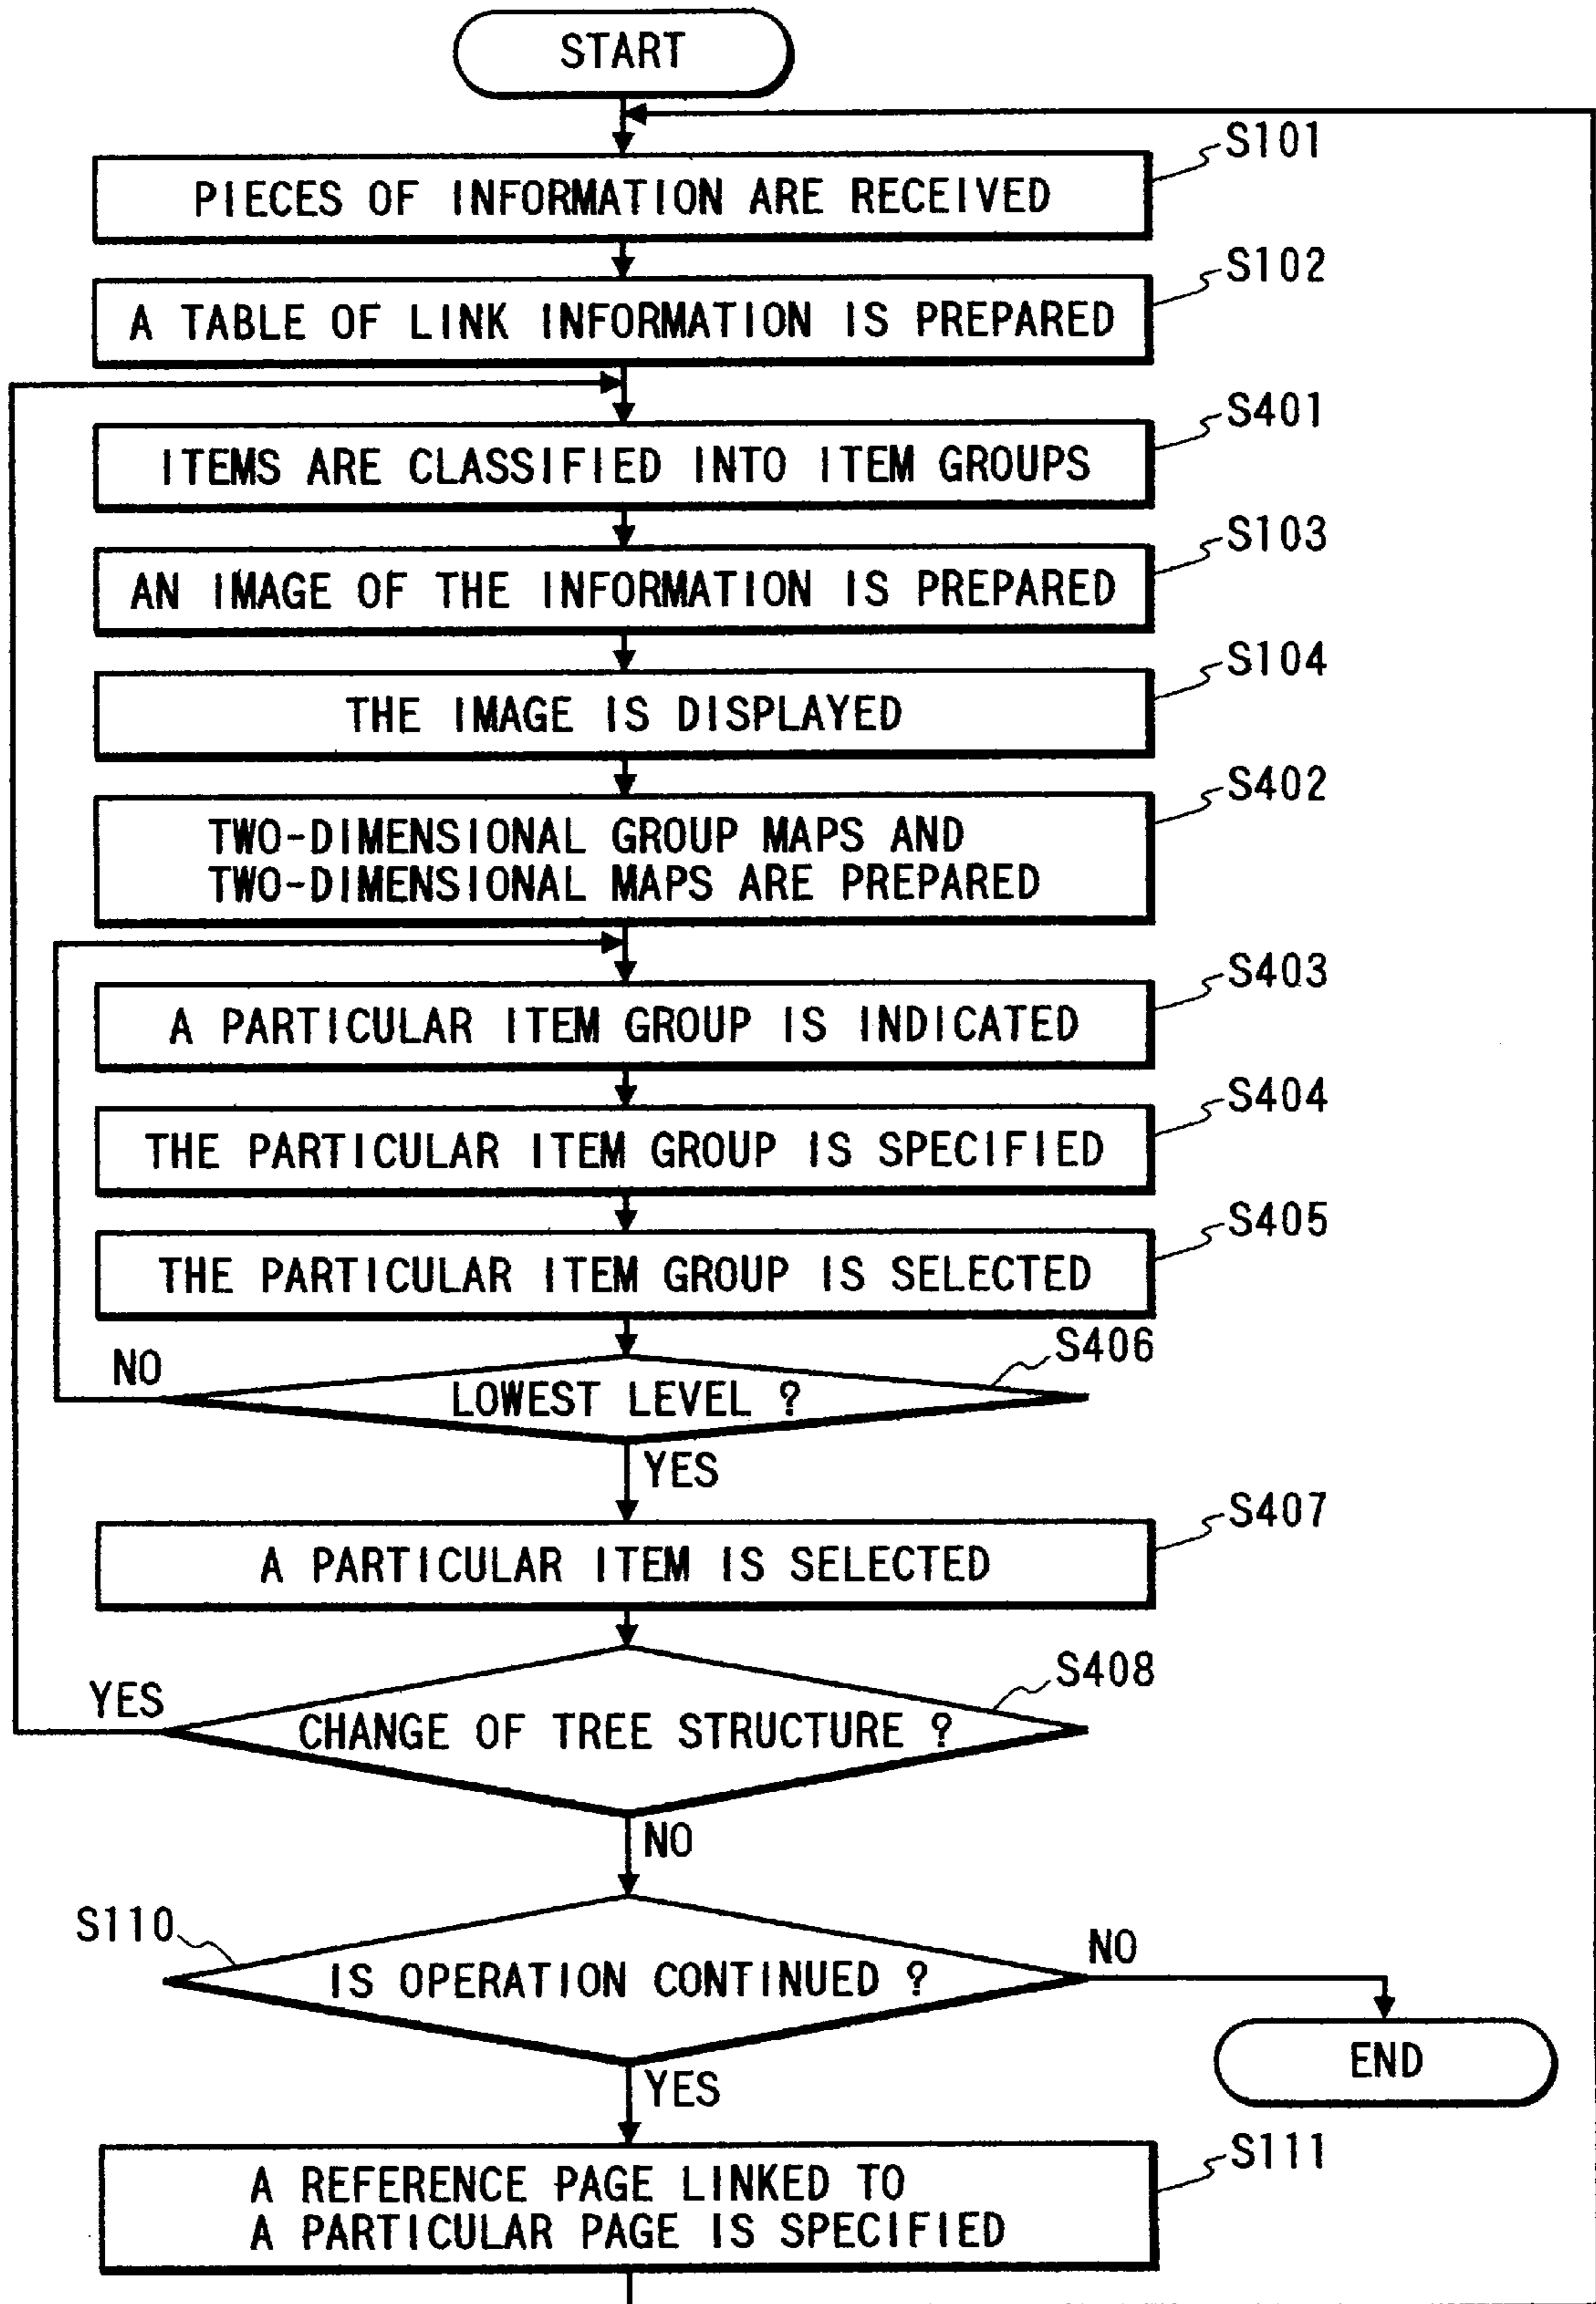 START
S101
PIECES OF INFORMATION ARE RECEIVED
S102
A TABLE OF LINK INFORMATION IS PREPARED
S401
ITEMS ARE CLASSIFIED INTO ITEM GROUPS
S103
AN IMAGE OF THE INFORMATION IS PREPARED
S104
THE IMAGE IS DISPLAYED
S402
TWO-DIMENSIONAL GROUP MAPS AND
TWO-DIMENSIONAL MAPS ARE PREPARED
S403
A PARTICULAR ITEM GROUP IS INDICATED
S404
THE PARTICULAR ITEM GROUP IS SPECIFIED
S405
THE PARTICULAR ITEM GROUP IS SELECTED
S406
NO
LOWEST LEVEL ?
YES
S407
A PARTICULAR ITEM IS SELECTED
S408
YES
CHANGE OF TREE STRUCTURE ?
NO
S110
NO
IS OPERATION CONTINUED ?
END
YES
S111
A REFERENCE PAGE LINKED TO
A PARTICULAR PAGE IS SPECIFIED